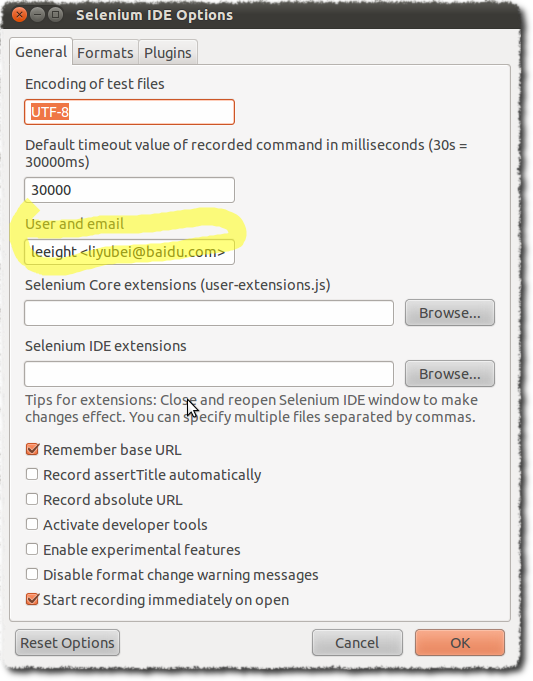 Selenium IDE Options
General Formats Plugins
Encoding of test files
UTF-8
Default timeout value of recorded command in milliseconds (30s =
30000ms)
30000
User and email
leeight <liyubei@baidu.com>
Selenium Core extensions (user-extensions.js)
Browse...
Selenium IDE extensions
Browse...
Tips for extensions: Close and reopen Selenium IDE window to make
changes effect. You can specify multiple files separated by commas.
Remember base URL
Record assertTitle automatically
Record absolute URL
Activate developer tools
Enable experimental features
Disable format change warning messages
Start recording immediately on open
Reset Options Cancel OK